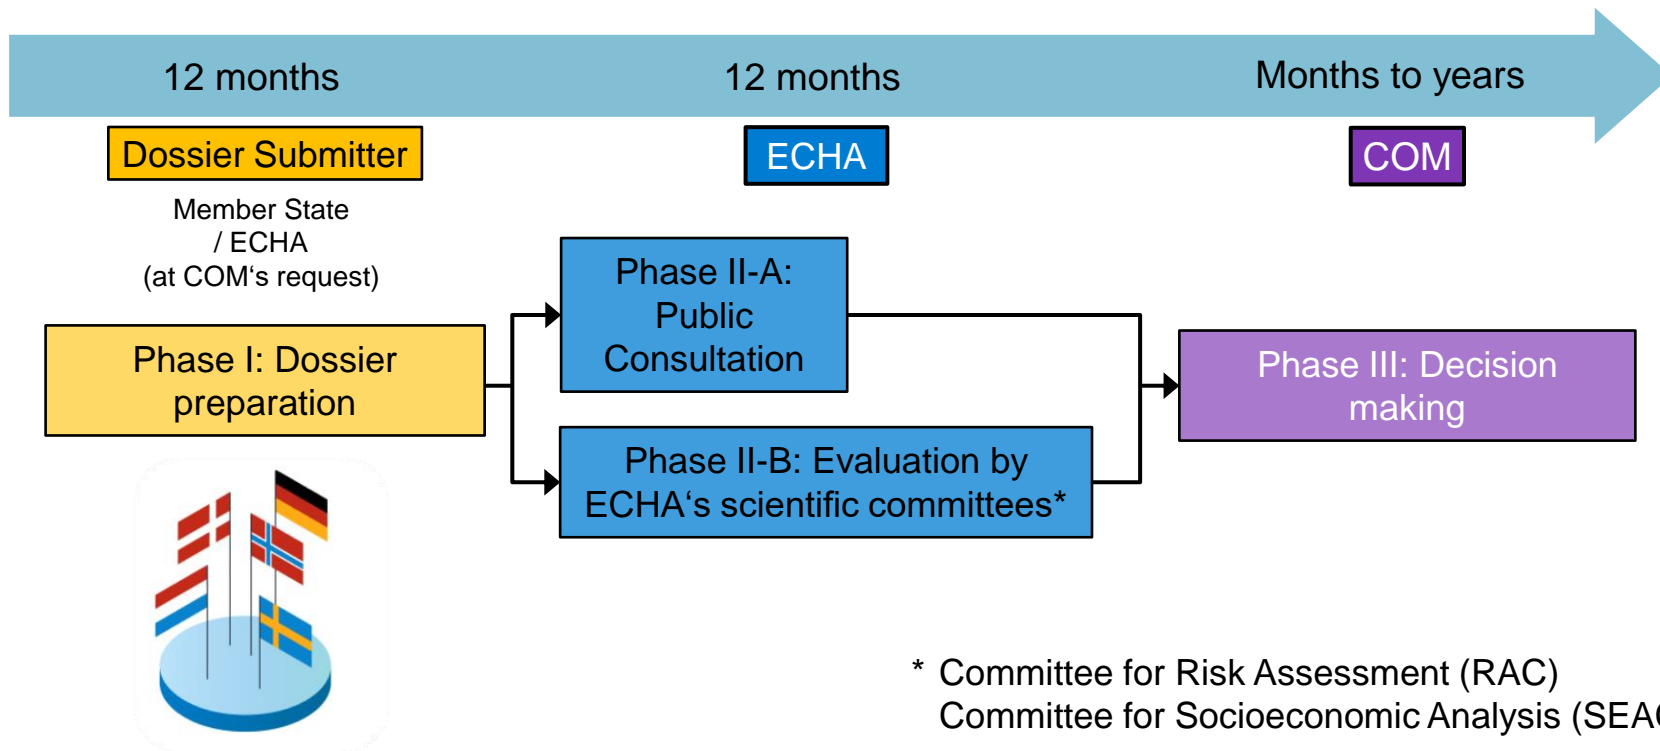 12 months
12 months
Months to years
Dossier Submitter
ECHA
COM
Member State
/ ECHA
(at COM‘s request)
Phase I: Dossier
preparation
Phase II-A:
Public
Consultation
Phase II-B: Evaluation by
ECHA‘s scientific committees*
Phase III: Decision
making
* Committee for Risk Assessment (RAC)
Committee for Socioeconomic Analysis (SEAC